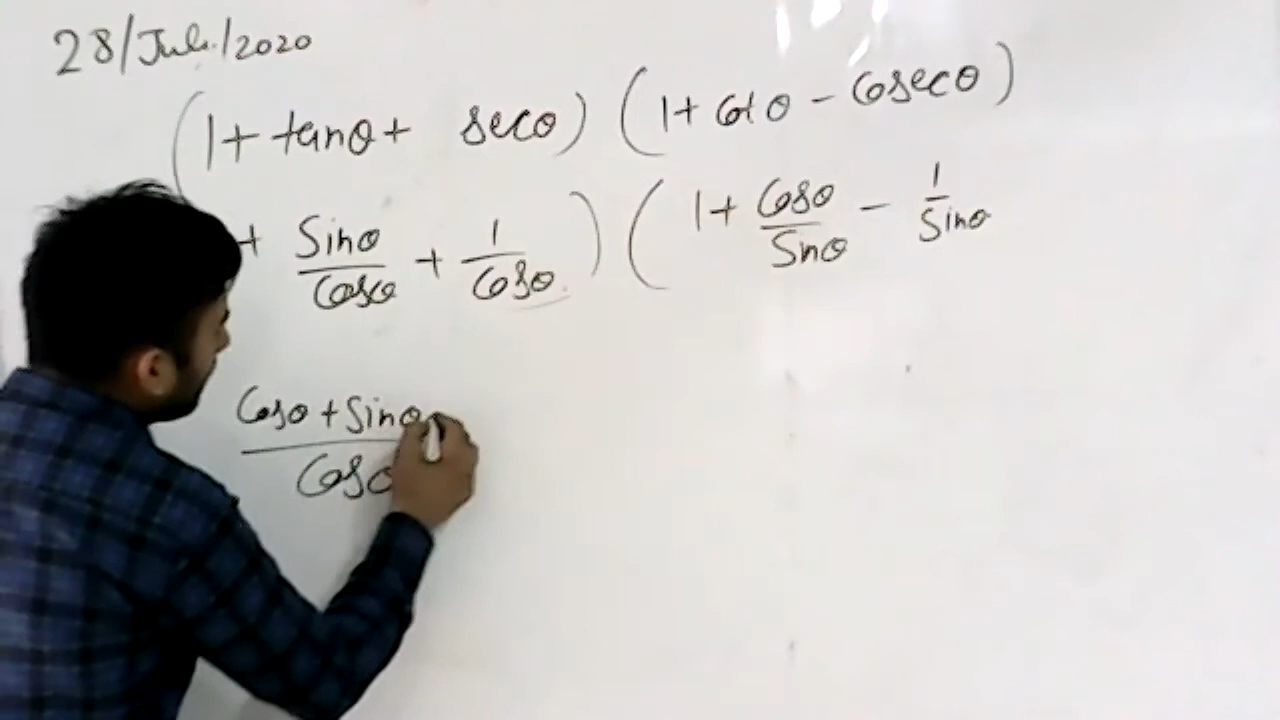 28/Jul./2020
(1 + tanθ + secθ) (1 + cotθ - cosecθ)
+ Sinθ/Cosθ + 1/Cosθ) (1 + Cosθ/Sinθ - 1/Sinθ
Cosθ + Sinθ/Cosθ